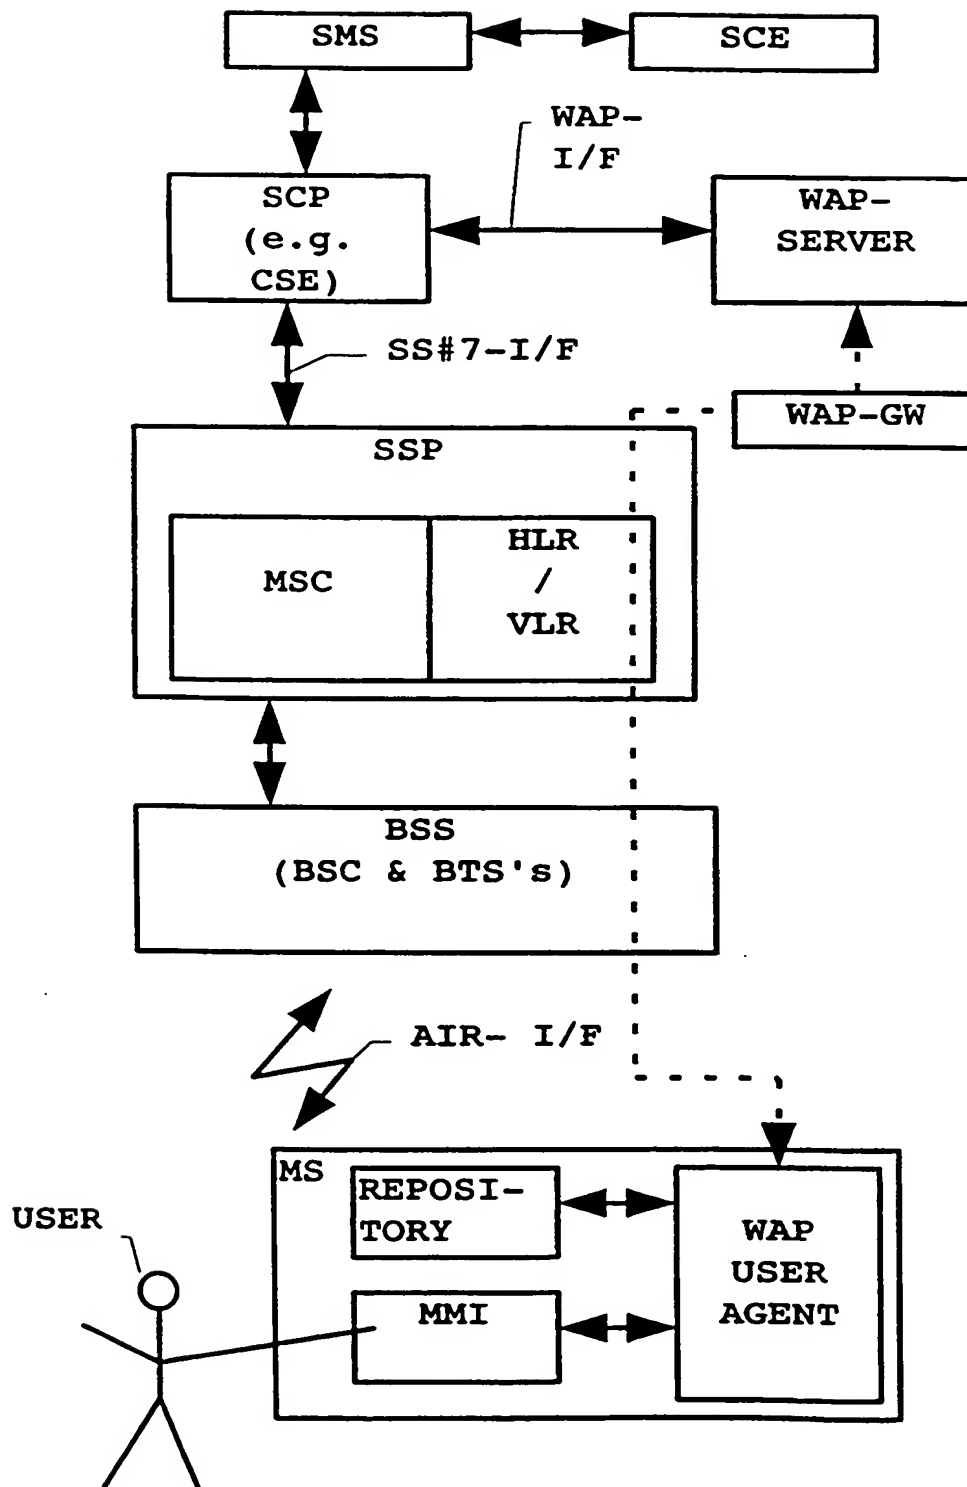 SMS
SCE
WAP-
I/F
SCP
(e.g.
CSE)
WAP-
SERVER
SS#7-I/F
WAP-GW
SSP
MSC
HLR
/
VLR
BSS
(BSC & BTS's)
AIR- I/F
MS
REPOSI-
TORY
WAP
USER
AGENT
USER
MMI